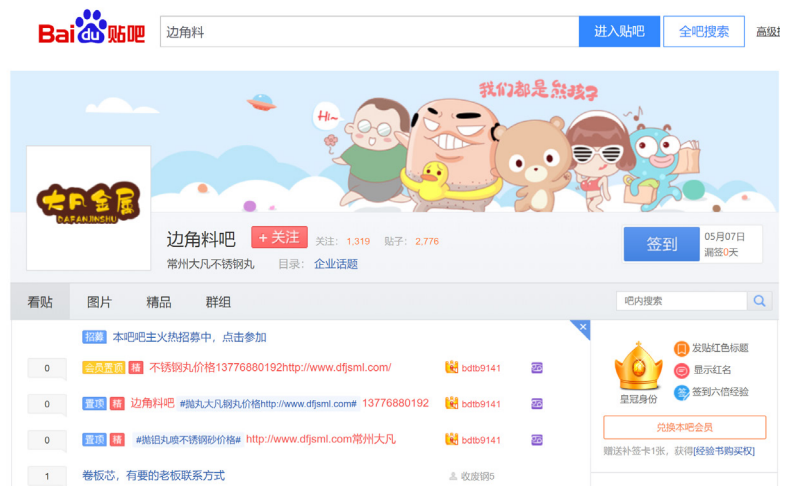 Bai du 贴吧 边角料 进入贴吧 全吧搜索
我们都是熊孩子
Hi~
大凡金属
DAFANJINSHU
边角料吧 +关注 关注: 1,319 贴子: 2,776
签到 05月07日
漏签0天
常州大凡不锈钢丸 目录: 企业话题
看贴 图片 精品 群组 吧内搜索
招募 本吧吧主火热招募中，点击参加
0 会员置顶 精 不锈钢丸价格13776880192http://www.dfjsml.com/ bdtb9141
0 置顶 精 边角料吧 #抛丸大凡钢丸价格http://www.dfjsml.com# 13776880192 bdtb9141
0 置顶 精 #抛铝丸喷不锈钢砂价格# http://www.dfjsml.com常州大凡 bdtb9141
1 卷板芯，有要的老板联系方式 收废钢5
皇冠身份
发贴红色标题
显示红名
签到六倍经验
兑换本吧会员
赠送补签卡1张，获得[经验书购买权]